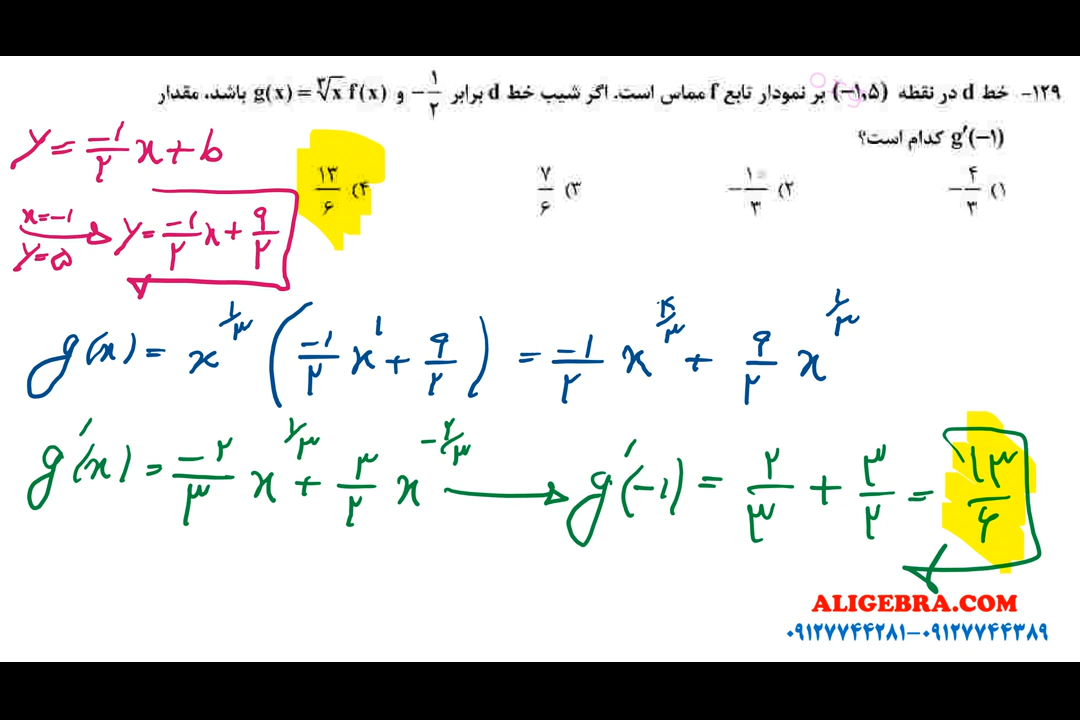 ۱۲۹- خط d در نقطه (−۱,۵) بر نمودار تابع f مماس است. اگر شیب خط d برابر −۱/۲ و g(x) = ∛x f(x) باشد، مقدار
g′(−۱) کدام است؟
۱) −۴/۳ ۲) −۱۰/۳ ۳) ۷/۶ ۴) ۱۳/۶
y = −۱/۲ x + b
x=−۱ y=۵ → y = −۱/۲ x + ۹/۲
g(x) = x^۱/۳ (−۱/۲ x^۱ + ۹/۲) = −۱/۲ x^۴/۳ + ۹/۲ x^۱/۳
g′(x) = −۲/۳ x^۱/۳ + ۳/۲ x^−۲/۳ → g′(−۱) = ۲/۳ + ۳/۲ = ۱۳/۶
ALIGEBRA.COM
۰۹۱۲۷۷۴۴۲۸۱−۰۹۱۲۷۷۴۴۳۸۹